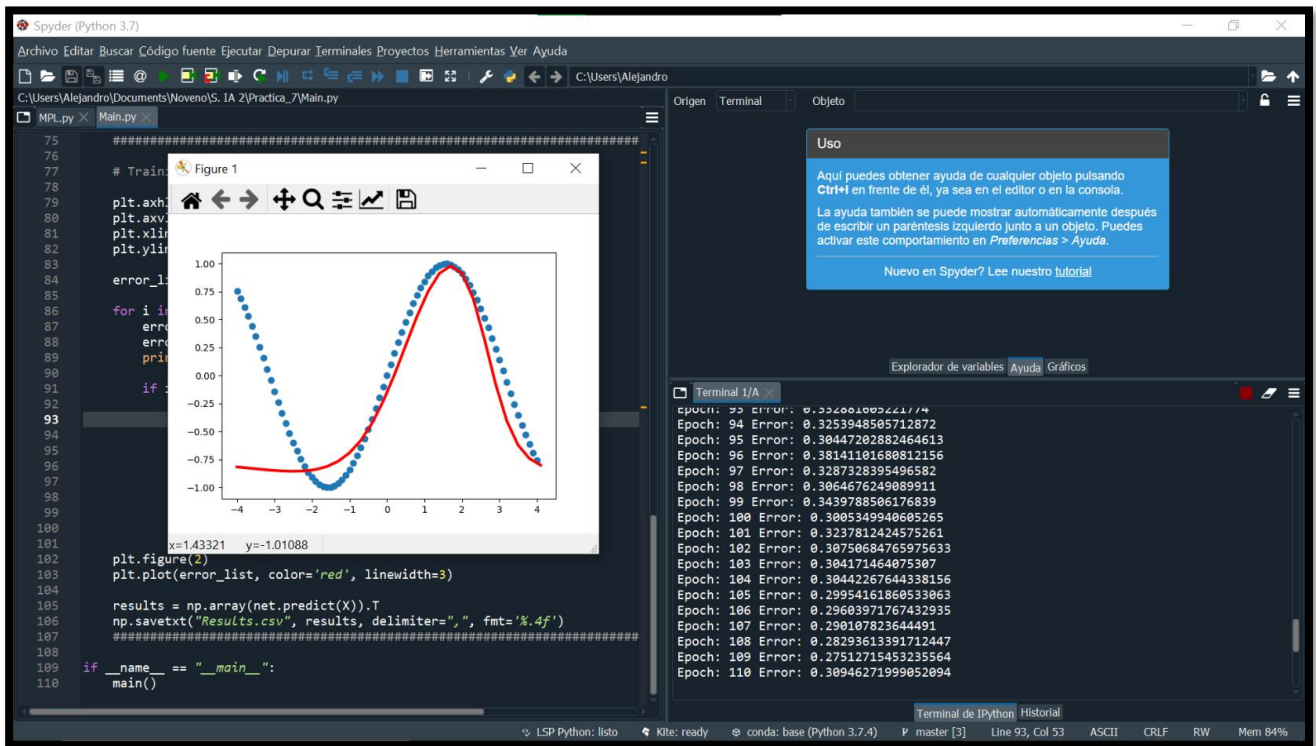 Spyder (Python 3.7)
Archivo Editar Buscar Código fuente Ejecutar Depurar Terminales Proyectos Herramientas Ver Ayuda
C:\Users\Alejandro
C:\Users\Alejandro\Documents\Noveno\S. IA 2\Practica_7\Main.py
MPL.py
Main.py
75 #######################################################################
76
77 # Train
78
79 plt.axh
80 plt.axv
81 plt.xli
82 plt.yli
83
84 error_l
85
86 for i i
87 erro
88 erro
89 pri
90
91 if
92
93
94
95
96
97
98
99
100
101
102 plt.figure(2)
103 plt.plot(error_list, color='red', linewidth=3)
104
105 results = np.array(net.predict(X)).T
106 np.savetxt("Results.csv", results, delimiter=",", fmt='%.4f')
107 #######################################################################
108
109 if __name__ == "__main__":
110 main()
Figure 1
1.00
0.75
0.50
0.25
0.00
−0.25
−0.50
−0.75
−1.00
−4 −3 −2 −1 0 1 2 3 4
x=1.43321 y=-1.01088
Origen Terminal Objeto
Uso
Aquí puedes obtener ayuda de cualquier objeto pulsando
Ctrl+I en frente de él, ya sea en el editor o en la consola.
La ayuda también se puede mostrar automáticamente después
de escribir un paréntesis izquierdo junto a un objeto. Puedes
activar este comportamiento en Preferencias > Ayuda.
Nuevo en Spyder? Lee nuestro tutorial
Explorador de variables Ayuda Gráficos
Terminal 1/A
Epoch: 93 Error: 0.332881605221774
Epoch: 94 Error: 0.3253948505712872
Epoch: 95 Error: 0.30447202882464613
Epoch: 96 Error: 0.38141101680812156
Epoch: 97 Error: 0.3287328395496582
Epoch: 98 Error: 0.3064676249089911
Epoch: 99 Error: 0.3439788506176839
Epoch: 100 Error: 0.3005349940605265
Epoch: 101 Error: 0.3237812424575261
Epoch: 102 Error: 0.30750684765975633
Epoch: 103 Error: 0.304171464075307
Epoch: 104 Error: 0.30442267644338156
Epoch: 105 Error: 0.29954161860533063
Epoch: 106 Error: 0.29603971767432935
Epoch: 107 Error: 0.290107823644491
Epoch: 108 Error: 0.28293613391712447
Epoch: 109 Error: 0.27512715453235564
Epoch: 110 Error: 0.30946271999052094
Terminal de IPython Historial
LSP Python: listo Kite: ready conda: base (Python 3.7.4) master [3] Line 93, Col 53 ASCII CRLF RW Mem 84%